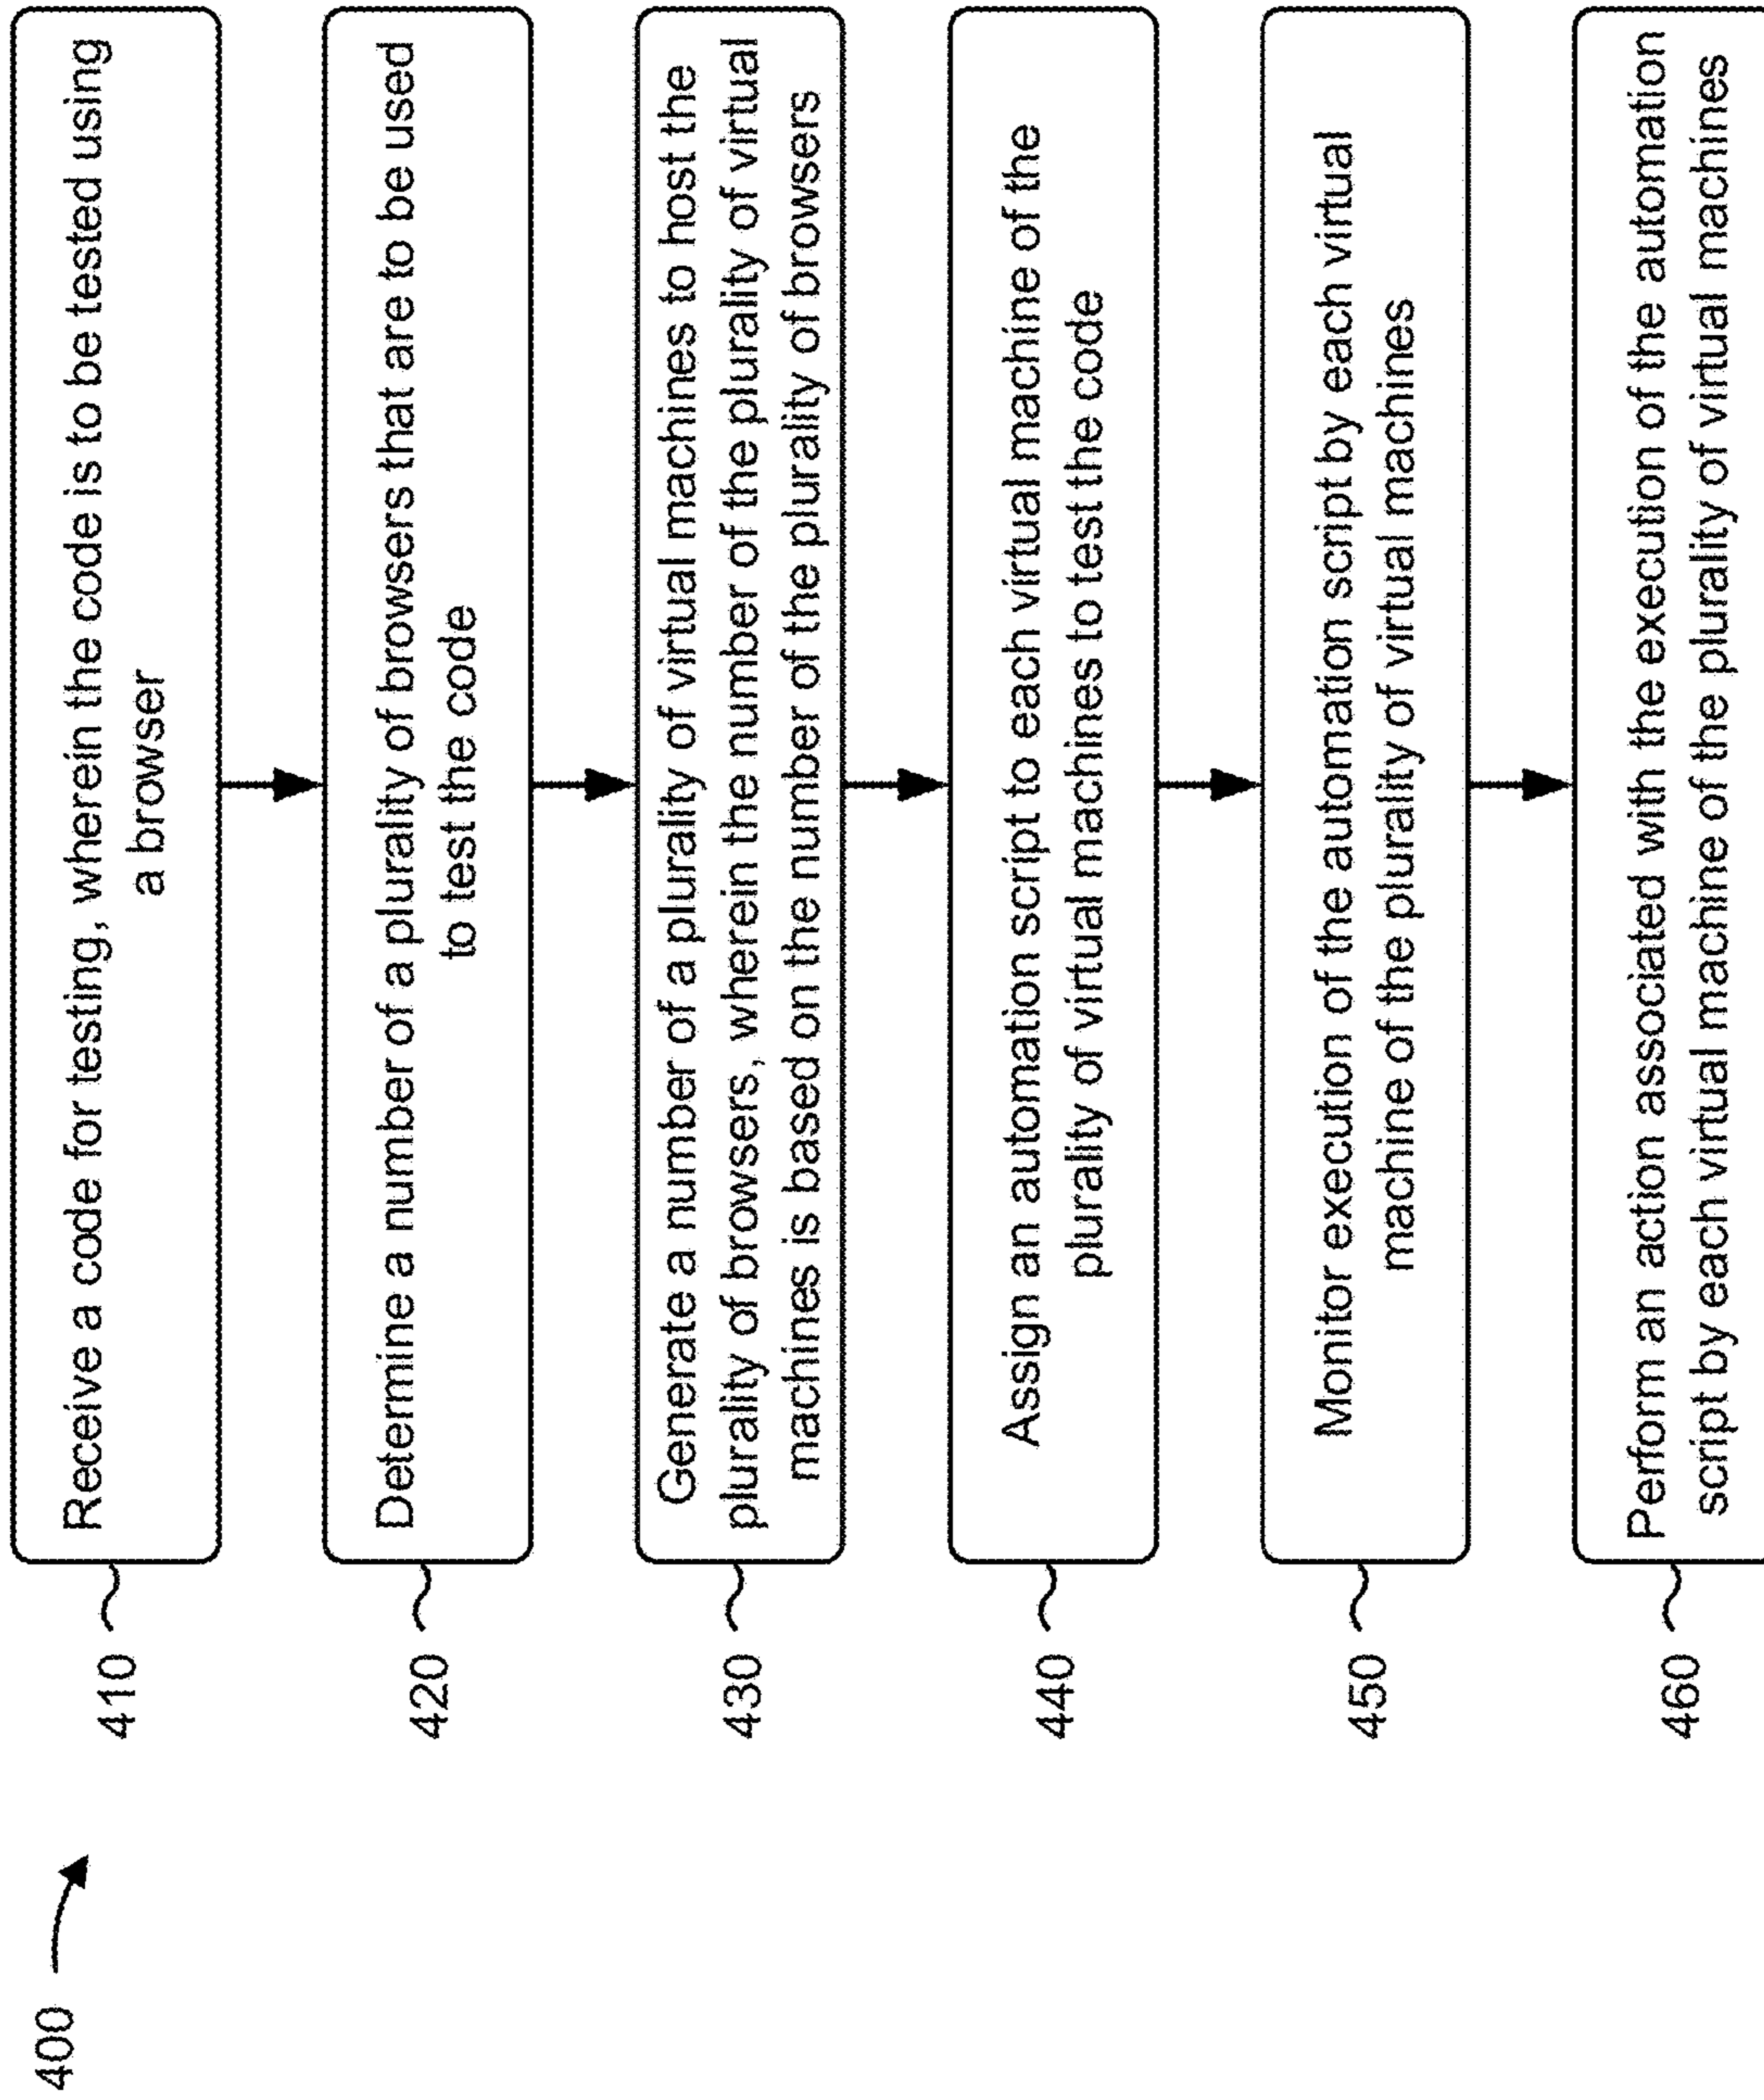 400
410
Receive a code for testing, wherein the code is to be tested using
a browser
420
Determine a number of a plurality of browsers that are to be used
to test the code
430
Generate a number of a plurality of virtual machines to host the
plurality of browsers, wherein the number of the plurality of virtual
machines is based on the number of the plurality of browsers
440
Assign an automation script to each virtual machine of the
plurality of virtual machines to test the code
450
Monitor execution of the automation script by each virtual
machine of the plurality of virtual machines
460
Perform an action associated with the execution of the automation
script by each virtual machine of the plurality of virtual machines